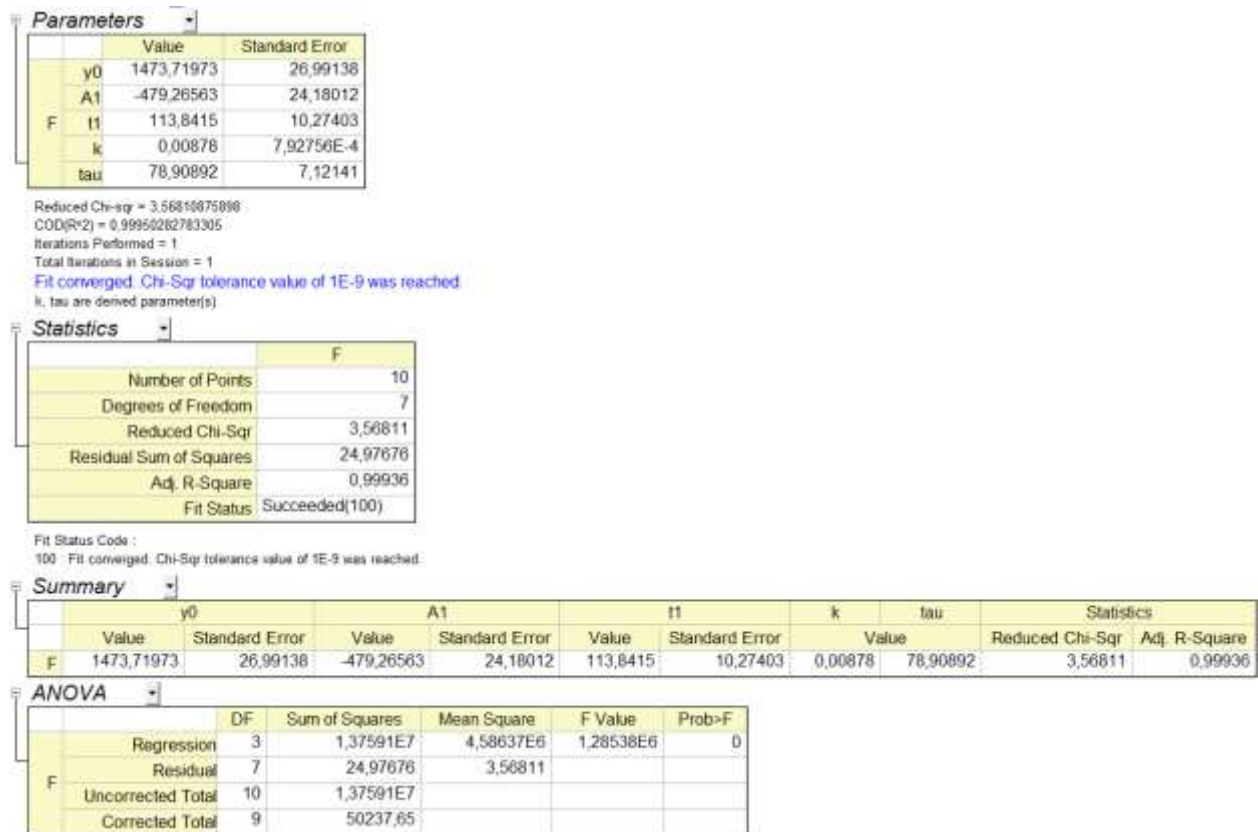 Parameters
Value Standard Error
y0 1473,71973 26,99138
A1 -479,26563 24,18012
F t1 113,8415 10,27403
k 0,00878 7,92756E-4
tau 78,90892 7,12141
Reduced Chi-sqr = 3,56810875898
COD(R^2) = 0,99950282783305
Iterations Performed = 1
Total Iterations in Session = 1
Fit converged. Chi-Sqr tolerance value of 1E-9 was reached.
k, tau are derived parameter(s).
Statistics
F
Number of Points 10
Degrees of Freedom 7
Reduced Chi-Sqr 3,56811
Residual Sum of Squares 24,97676
Adj. R-Square 0,99936
Fit Status Succeeded(100)
Fit Status Code :
100 Fit converged. Chi-Sqr tolerance value of 1E-9 was reached.
Summary
y0 A1 t1 k tau Statistics
Value Standard Error Value Standard Error Value Standard Error Value Reduced Chi-Sqr Adj. R-Square
F 1473,71973 26,99138 -479,26563 24,18012 113,8415 10,27403 0,00878 78,90892 3,56811 0,99936
ANOVA
DF Sum of Squares Mean Square F Value Prob>F
Regression 3 1,37591E7 4,58637E6 1,28538E6 0
Residual 7 24,97676 3,56811
F
Uncorrected Total 10 1,37591E7
Corrected Total 9 50237,65